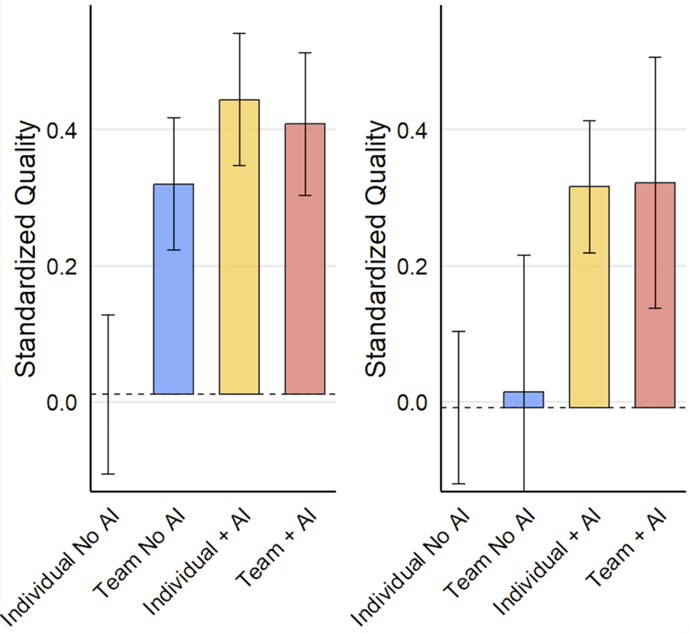 Standardized Quality
0.4
0.2
0.0
Individual No AI
Team No AI
Individual + AI
Team + AI
Standardized Quality
0.4
0.2
0.0
Individual No AI
Team No AI
Individual + AI
Team + AI